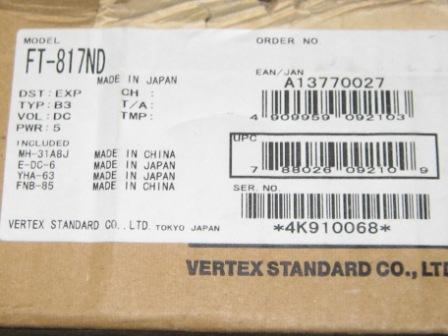 MODEL
FT-817ND
MADE IN JAPAN
ORDER NO
EAN/JAN
A13770027
4 909959 092103
DST: EXP CH :
TYP: B3 T/A:
VOL: DC TMP:
PWR: 5
UPC
7 88026 09210 9
INCLUDED
MH-31A8J MADE IN CHINA
E-DC-6 MADE IN CHINA
YHA-63 MADE IN CHINA
FNB-85 MADE IN CHINA
SER. NO.
*4K910068*
VERTEX STANDARD CO., LTD. TOKYO JAPAN
VERTEX STANDARD CO., LTD